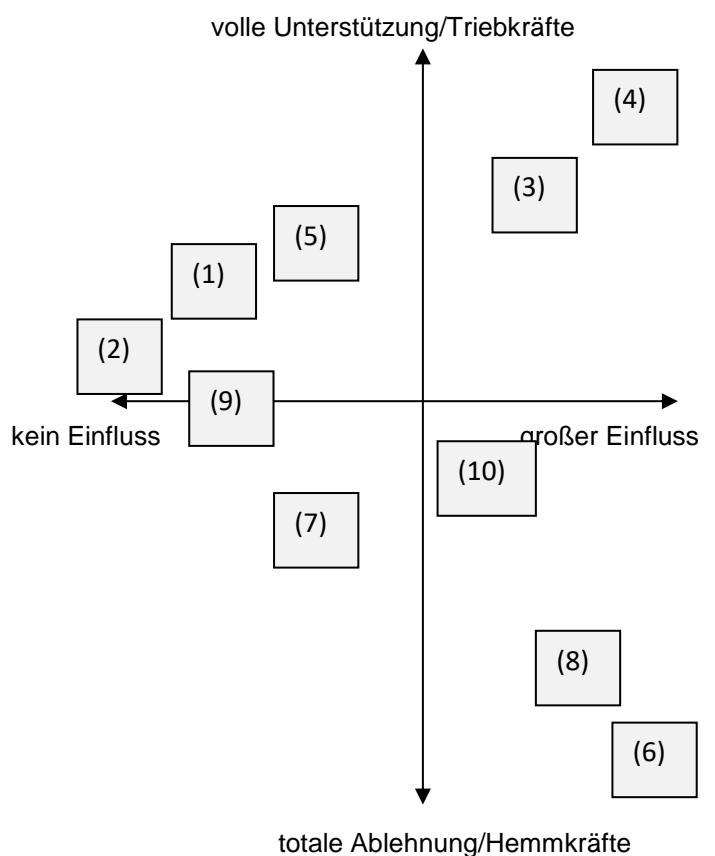 volle Unterstützung/Triebkräfte
(4)
(3)
(5)
(1)
(2)
(9)
kein Einfluss
großer Einfluss
(10)
(7)
(8)
(6)
totale Ablehnung/Hemmkräfte